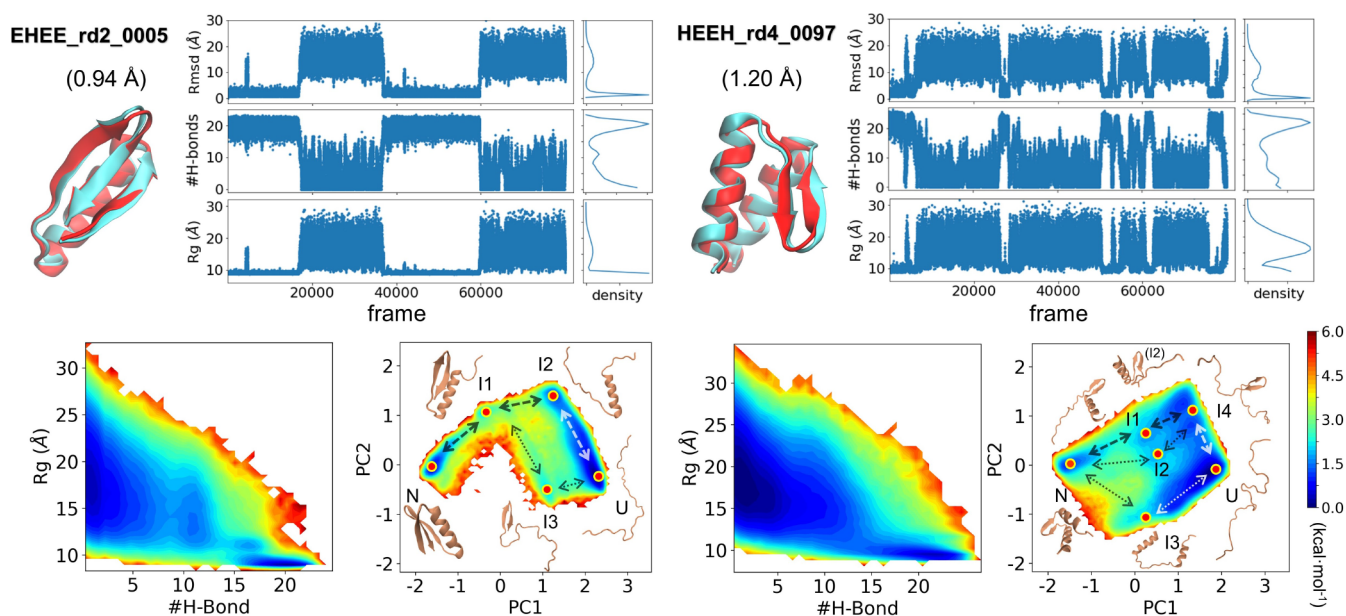 EHEE_rd2_0005
(0.94 Å)
Rmsd (Å)
30
20
10
0
#H-bonds
20
10
0
Rg (Å)
30
20
10
20000
40000
60000
frame
density
HEEH_rd4_0097
(1.20 Å)
Rmsd (Å)
30
20
10
0
#H-bonds
20
10
0
Rg (Å)
30
20
10
20000
40000
60000
frame
density
Rg (Å)
30
25
20
15
10
5
10
15
20
#H-Bond
PC2
2
1
0
-1
-2
-2
-1
0
1
2
3
PC1
I1
I2
N
I3
U
Rg (Å)
30
25
20
15
10
5
10
15
20
25
#H-Bond
PC2
2
1
0
-1
-2
-2
-1
0
1
2
3
PC1
(I2)
I1
I4
I2
N
U
I3
6.0
4.5
3.0
1.5
0.0
(kcal·mol⁻¹)